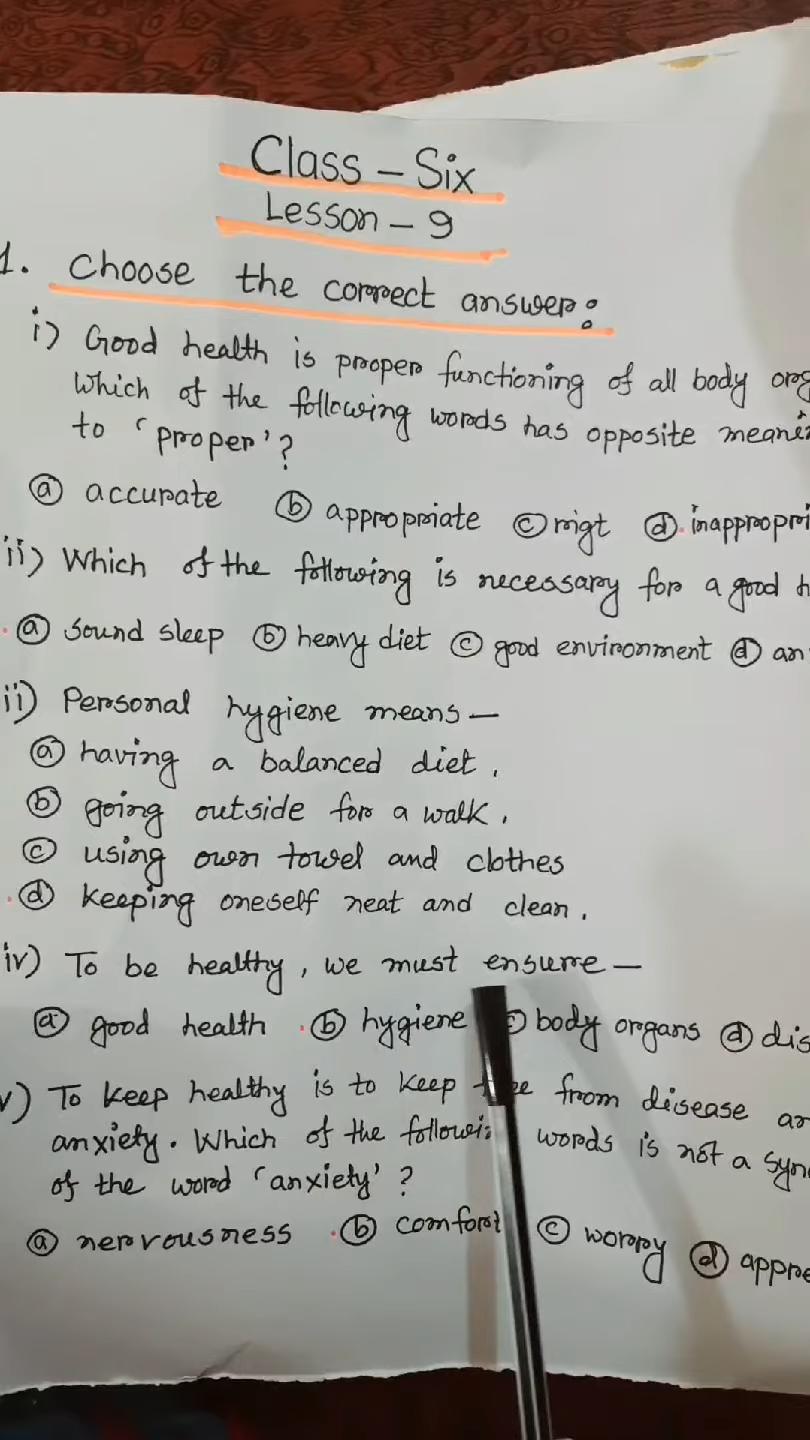 Class – Six
Lesson – 9
1. Choose the correct answer:
i) Good health is proper functioning of all body
Which of the following words has opposite
to 'proper'?
ⓐ accurate ⓑ appropriate ⓒ rigt ⓓ
ii) Which of the following is necessary for a good
ⓐ sound sleep ⓑ heavy diet ⓒ good environment ⓓ
ii) Personal hygiene means –
ⓐ having a balanced diet.
ⓑ going outside for a walk.
ⓒ using own towel and clothes
ⓓ keeping oneself neat and clean.
iv) To be healthy, we must ensure –
ⓐ good health ⓑ hygiene ⓒ body organs ⓓ
v) To keep healthy is to keep from disease
anxiety. Which of the words is not a
of the word 'anxiety'?
ⓐ nervousness ⓑ comfort ⓒ worry ⓓ